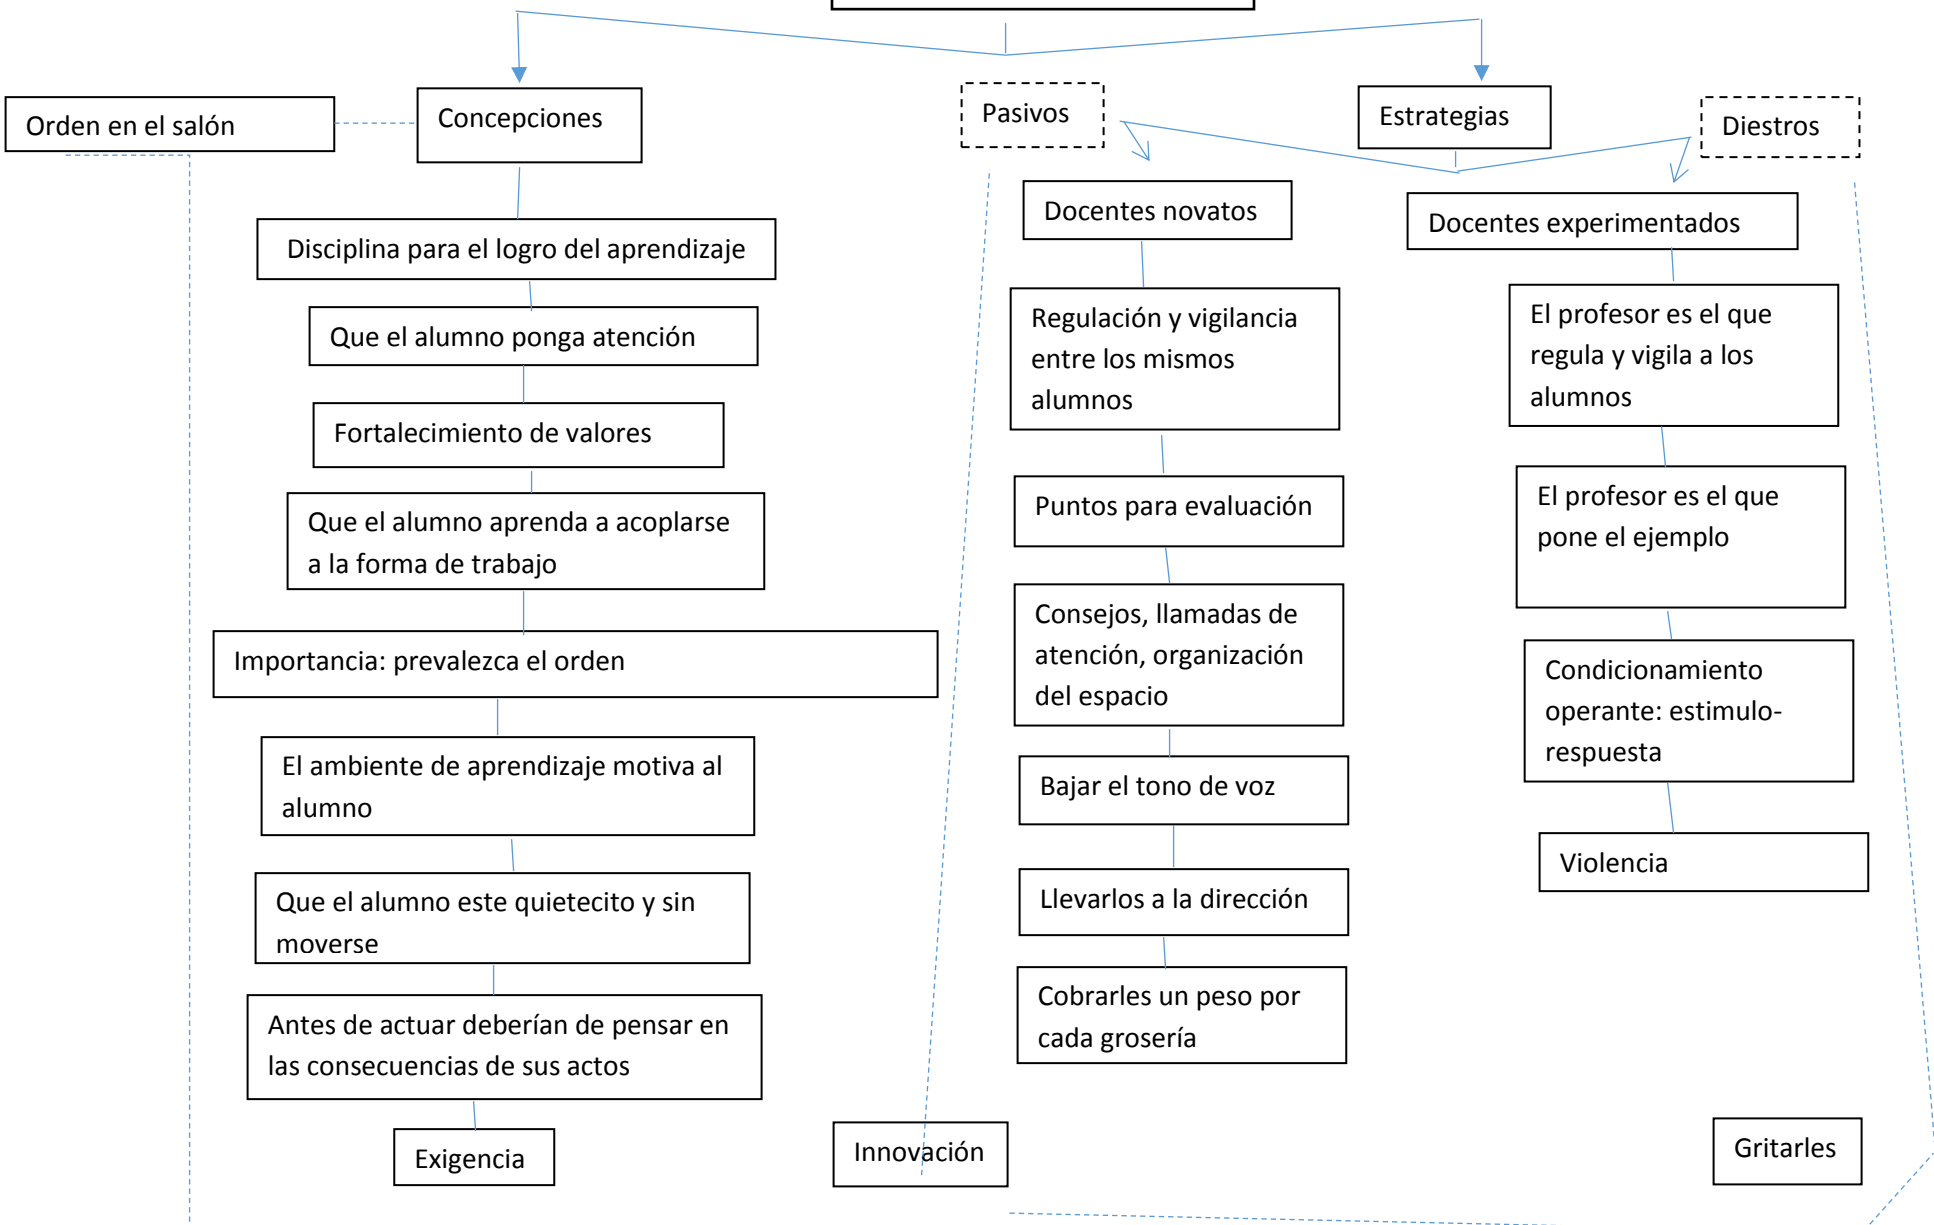 Orden en el salón
Concepciones
Disciplina para el logro del aprendizaje
Que el alumno ponga atención
Fortalecimiento de valores
Que el alumno aprenda a acoplarse
a la forma de trabajo
Importancia: prevalezca el orden
El ambiente de aprendizaje motiva al
alumno
Que el alumno este quietecito y sin
moverse
Antes de actuar deberían de pensar en
las consecuencias de sus actos
Exigencia
Pasivos
Estrategias
Diestros
Docentes novatos
Regulación y vigilancia
entre los mismos
alumnos
Puntos para evaluación
Consejos, llamadas de
atención, organización
del espacio
Bajar el tono de voz
Llevarlos a la dirección
Cobrarles un peso por
cada grosería
Innovación
Docentes experimentados
El profesor es el que
regula y vigila a los
alumnos
El profesor es el que
pone el ejemplo
Condicionamiento
operante: estimulo-
respuesta
Violencia
Gritarles